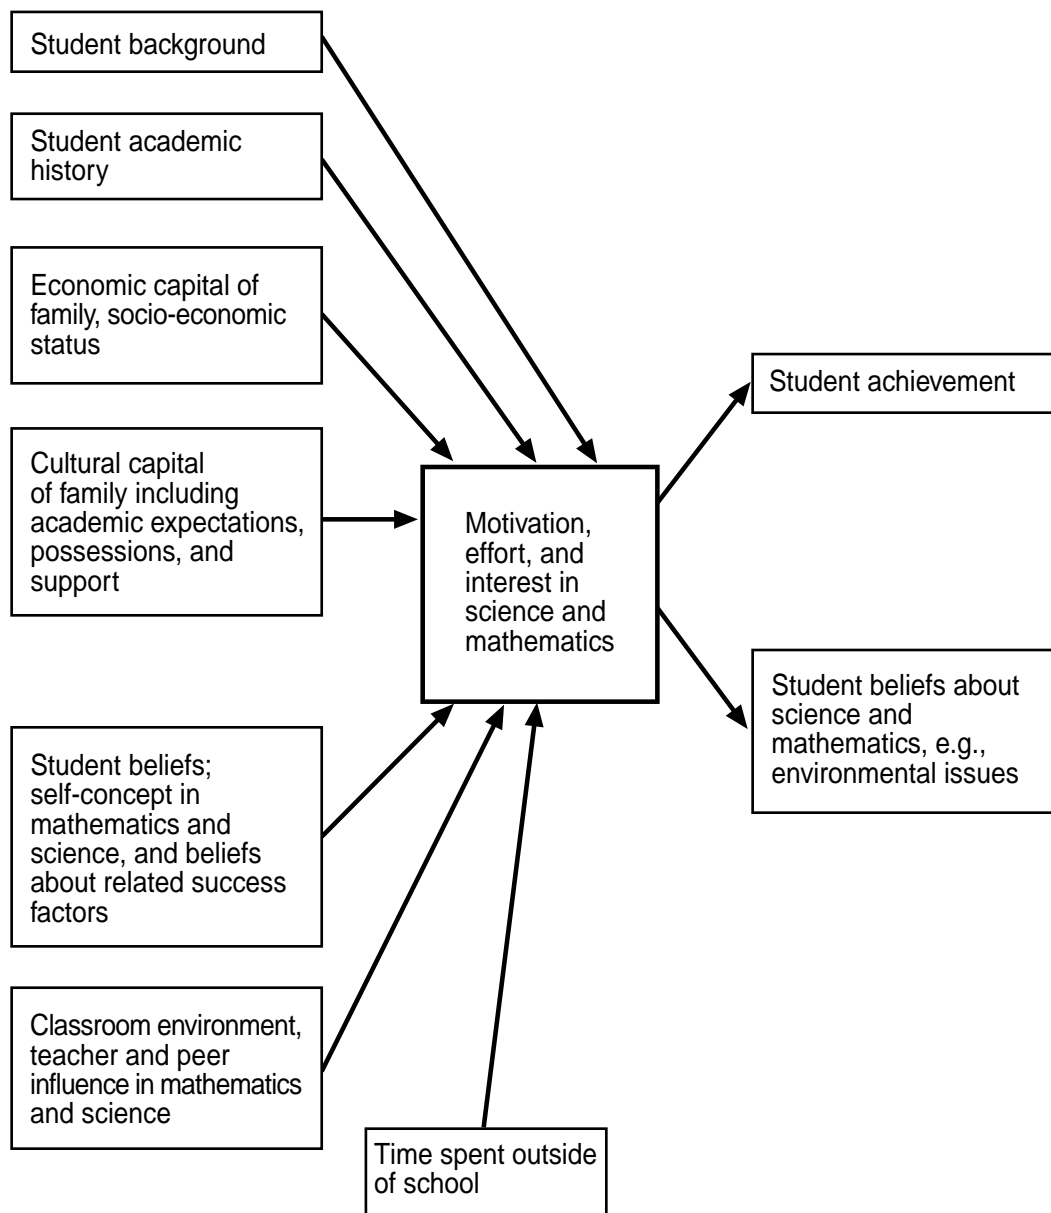 Student background
Student academic
history
Economic capital of
family, socio-economic
status
Cultural capital
of family including
academic expectations,
possessions, and
support
Student beliefs;
self-concept in
mathematics and
science, and beliefs
about related success
factors
Classroom environment,
teacher and peer
influence in mathematics
and science
Time spent outside
of school
Motivation,
effort, and
interest in
science and
mathematics
Student achievement
Student beliefs about
science and
mathematics, e.g.,
environmental issues